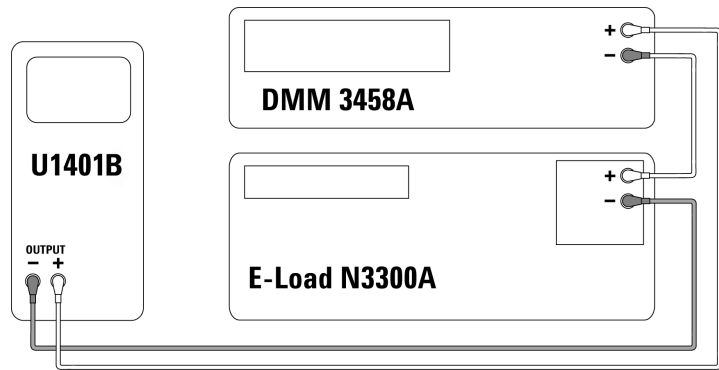 +
−
DMM 3458A
U1401B
+
−
OUTPUT
− +
E-Load N3300A